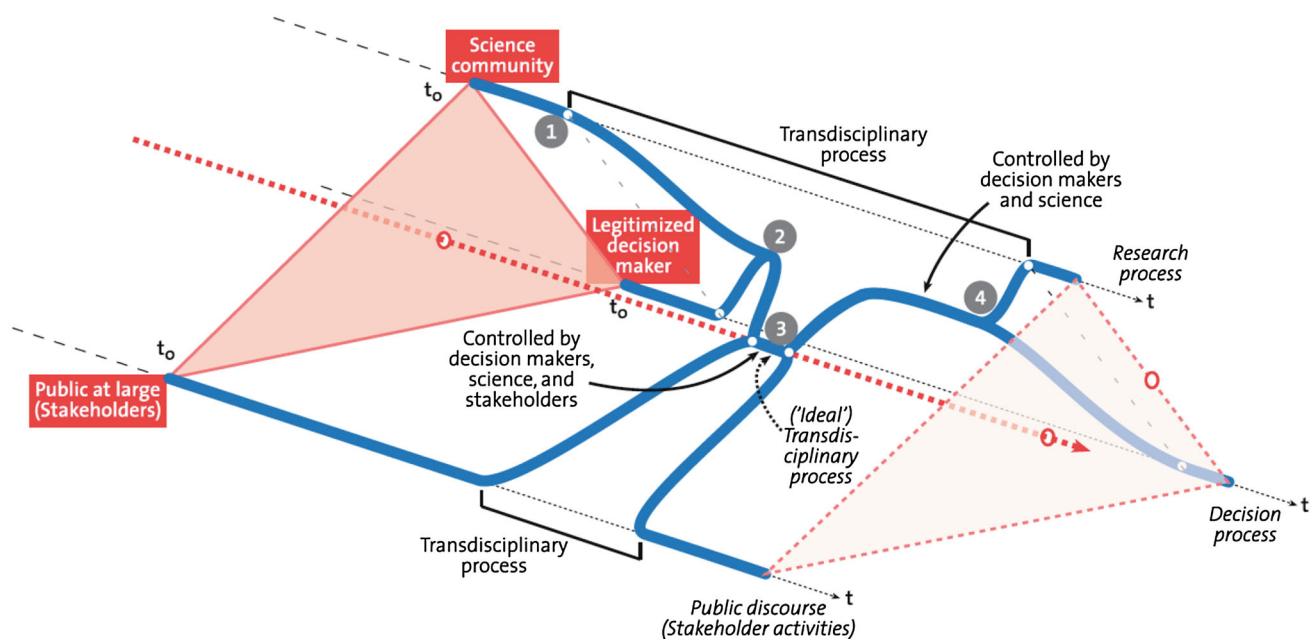 Science
community
t₀
1
Transdisciplinary
process
Controlled by
decision makers
and science
Legitimized
decision
maker
2
Research
process
t
t₀
4
3
t₀
Controlled by
decision makers,
science, and
stakeholders
Public at large
(Stakeholders)
('Ideal')
Transdis-
ciplinary
process
t
Decision
process
Transdisciplinary
process
t
Public discourse
(Stakeholder activities)